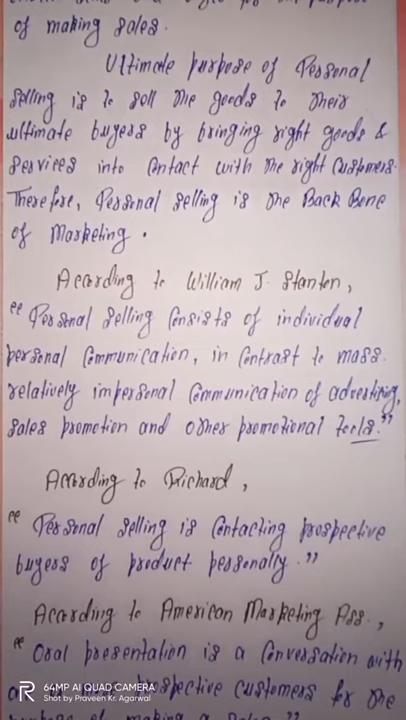 of making sales.
Ultimate purpose of Personal
selling is to sell the goods to their
ultimate buyers by bringing right goods &
services into contact with the right customers.
Therefore, Personal selling is the Back Bone
of Marketing.
According to William J. Stanton,
"Personal selling consists of individual
personal communication, in contrast to mass
relatively impersonal communication of advertising,
sales promotion and other promotional tools."
According to Richard,
"Personal selling is contacting prospective
buyers of product personally."
According to American Marketing Ass.,
"Oral presentation is a conversation with
prospective customers for the
64MP AI QUAD CAMERA
Shot by Praveen Kr. Agarwal
of making a sales."